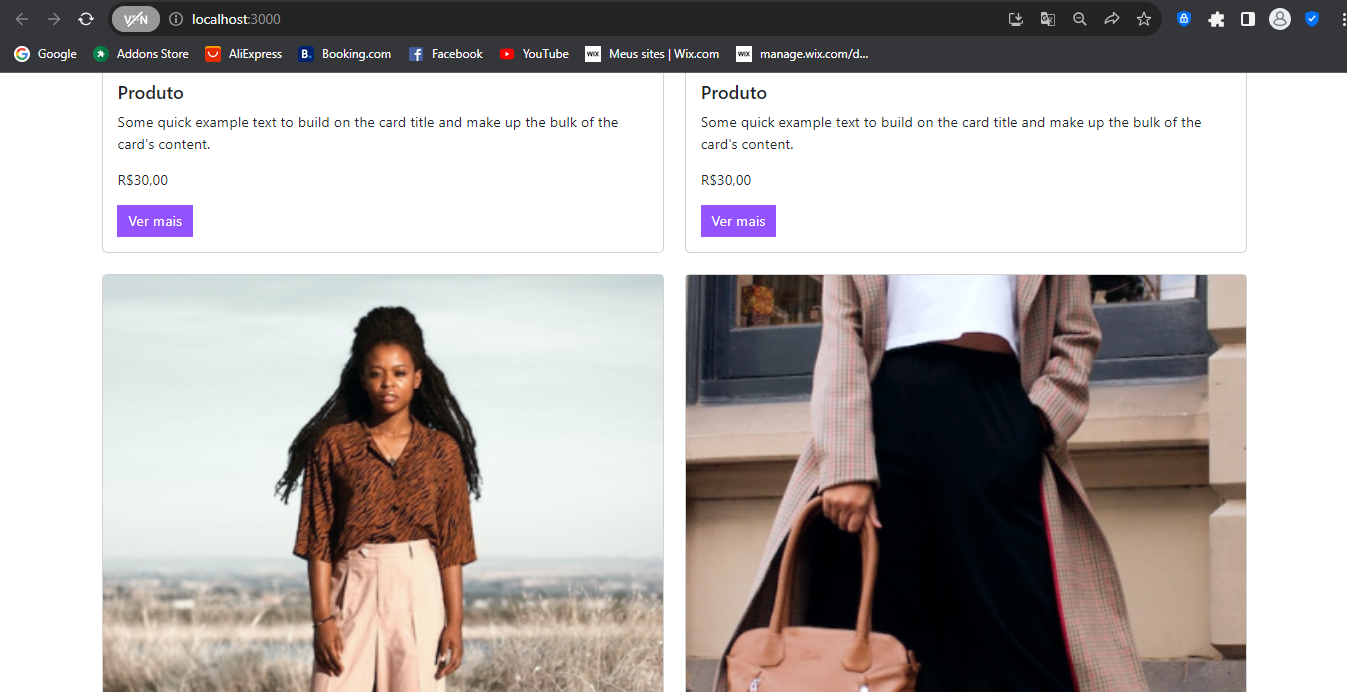 VPN
localhost:3000
Google Addons Store AliExpress B. Booking.com Facebook YouTube WIX Meus sites | Wix.com WIX manage.wix.com/d...
Produto
Some quick example text to build on the card title and make up the bulk of the
card's content.
R$30,00
Ver mais
Produto
Some quick example text to build on the card title and make up the bulk of the
card's content.
R$30,00
Ver mais